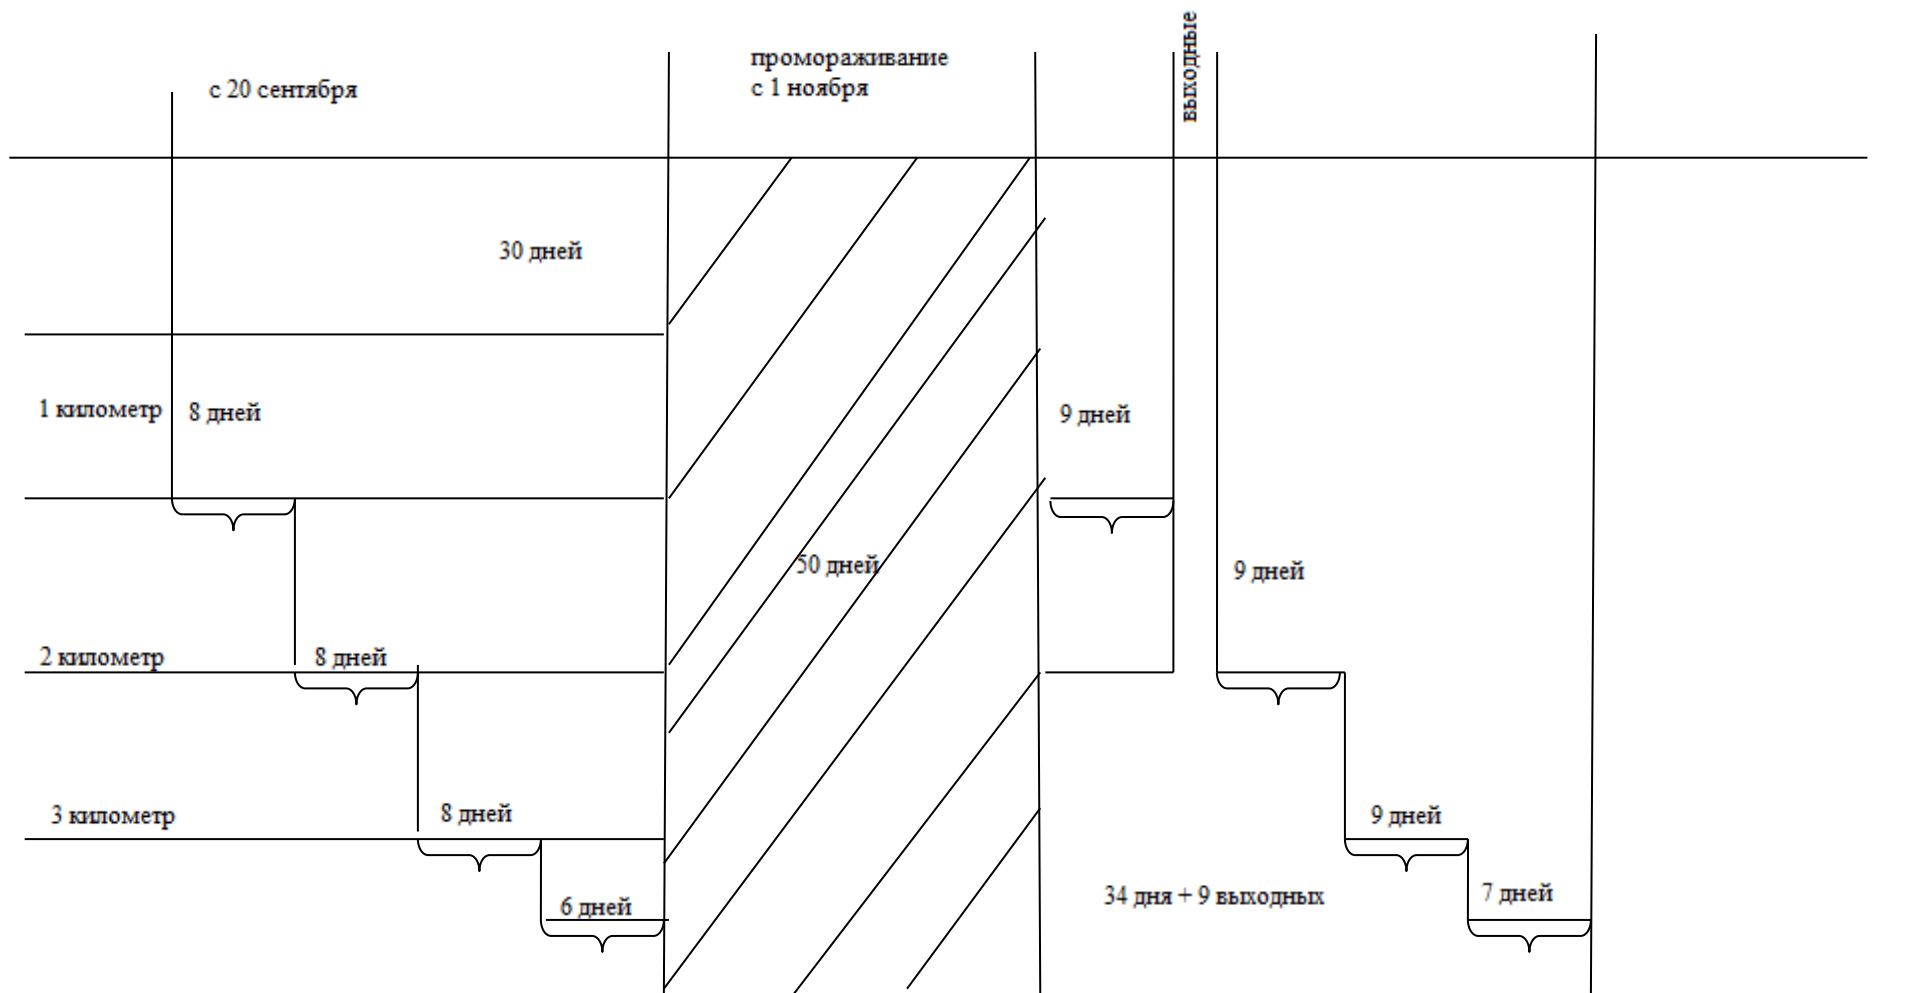 выходные
промораживание
с 20 сентября
с 1 ноября
30 дней
1 километр
8 дней
9 дней
50 дней
9 дней
2 километр
8 дней
3 километр
8 дней
9 дней
6 дней
34 дня + 9 выходных
7 дней